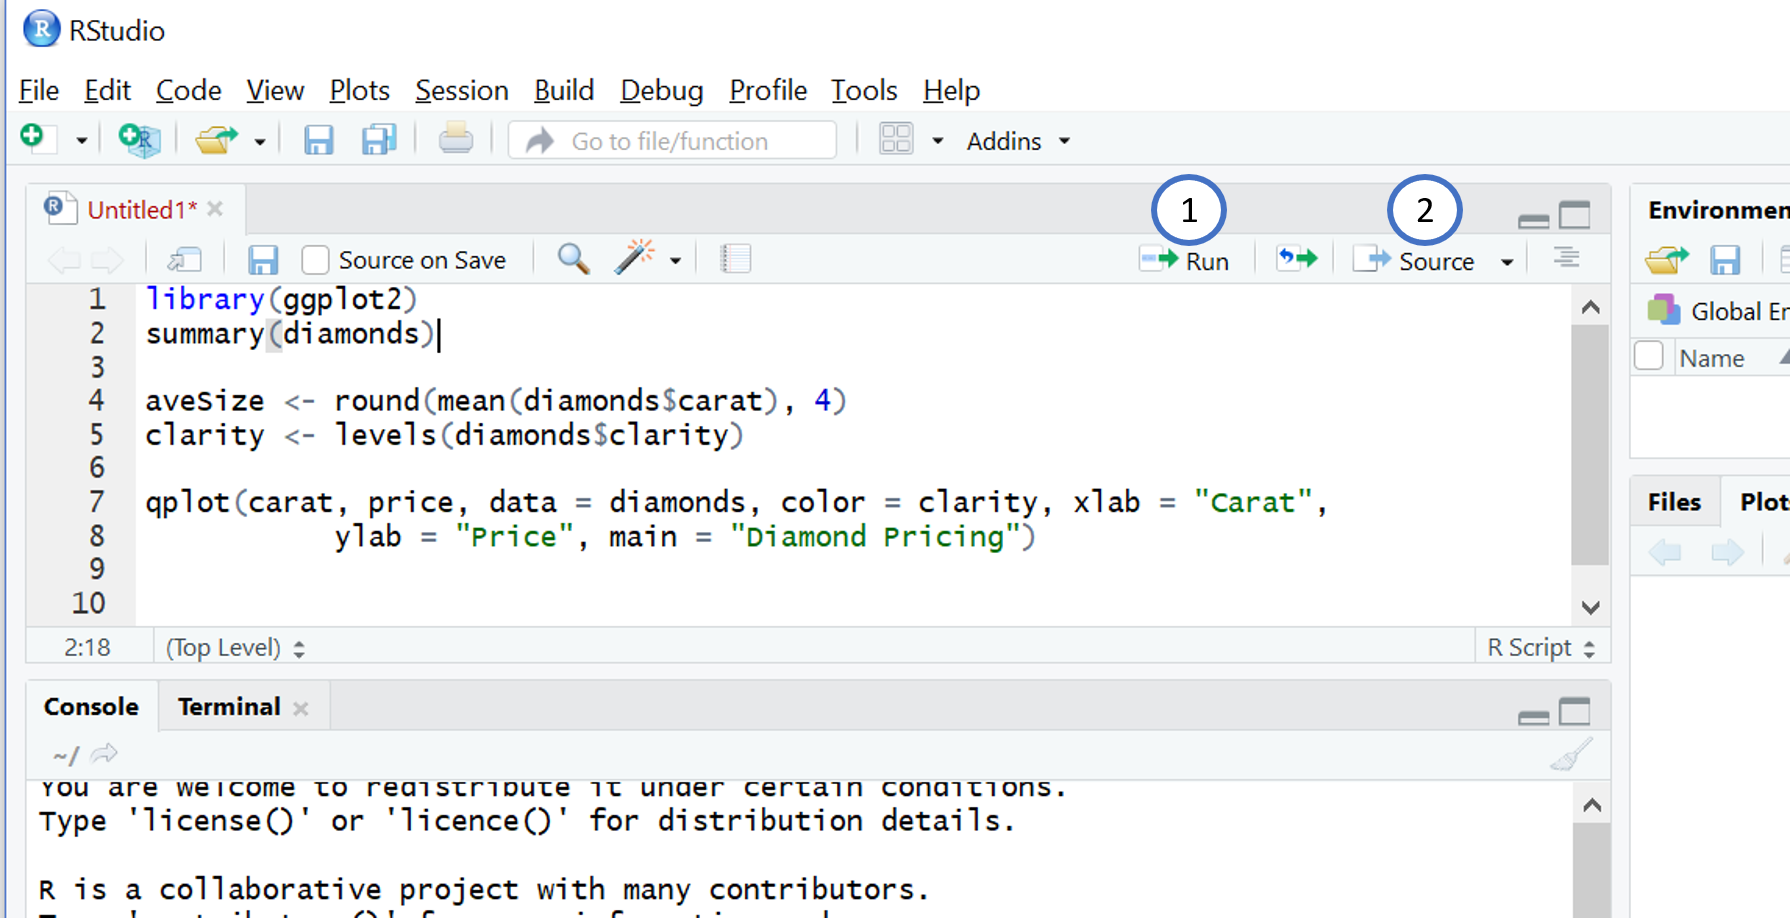 RStudio
File Edit Code View Plots Session Build Debug Profile Tools Help
Go to file/function Addins
Untitled1* 1 2 Environmen
Source on Save Run Source
1 library(ggplot2)
2 summary(diamonds)
3
4 aveSize <- round(mean(diamonds$carat), 4)
5 clarity <- levels(diamonds$clarity)
6
7 qplot(carat, price, data = diamonds, color = clarity, xlab = "Carat",
8 ylab = "Price", main = "Diamond Pricing")
9
10
2:18 (Top Level) R Script
Global Er
Name
Files Plot
Console Terminal
~/
You are welcome to redistribute it under certain conditions.
Type 'license()' or 'licence()' for distribution details.
R is a collaborative project with many contributors.